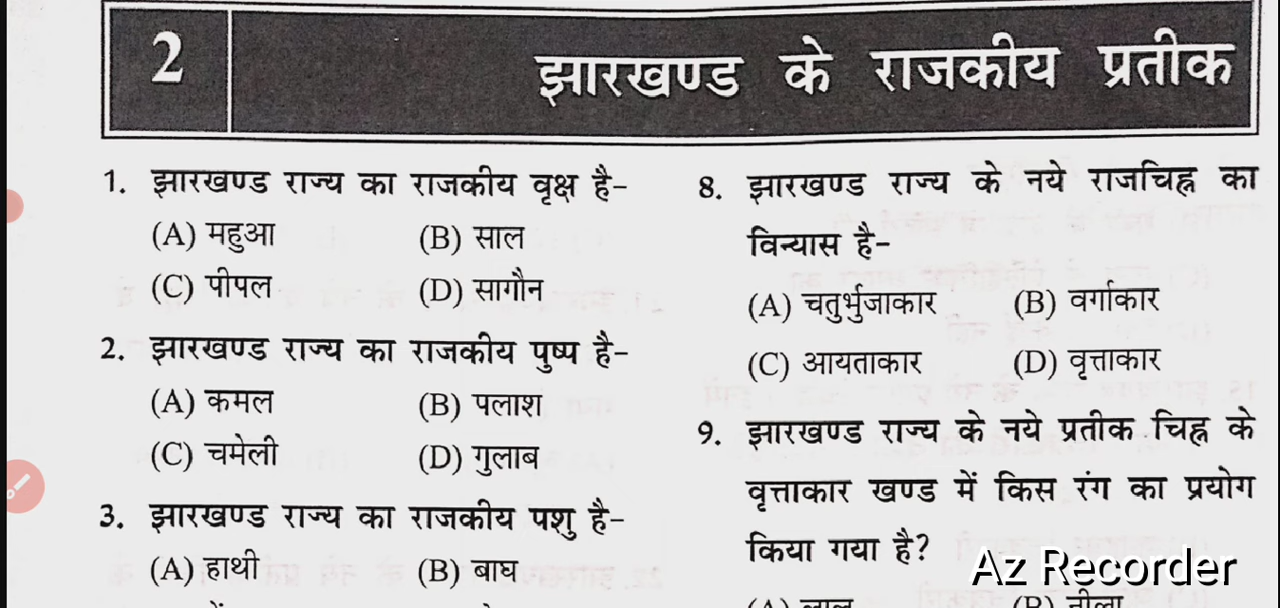 2
झारखण्ड के राजकीय प्रतीक
1. झारखण्ड राज्य का राजकीय वृक्ष है-
(A) महुआ (B) साल
(C) पीपल (D) सागौन
2. झारखण्ड राज्य का राजकीय पुष्प है-
(A) कमल (B) पलाश
(C) चमेली (D) गुलाब
3. झारखण्ड राज्य का राजकीय पशु है-
(A) हाथी (B) बाघ
8. झारखण्ड राज्य के नये राजचिह्न का
विन्यास है-
(A) चतुर्भुजाकार (B) वर्गाकार
(C) आयताकार (D) वृत्ताकार
9. झारखण्ड राज्य के नये प्रतीक चिह्न के
वृत्ताकार खण्ड में किस रंग का प्रयोग
किया गया है?
(A) लाल (B) नीला
Az Recorder